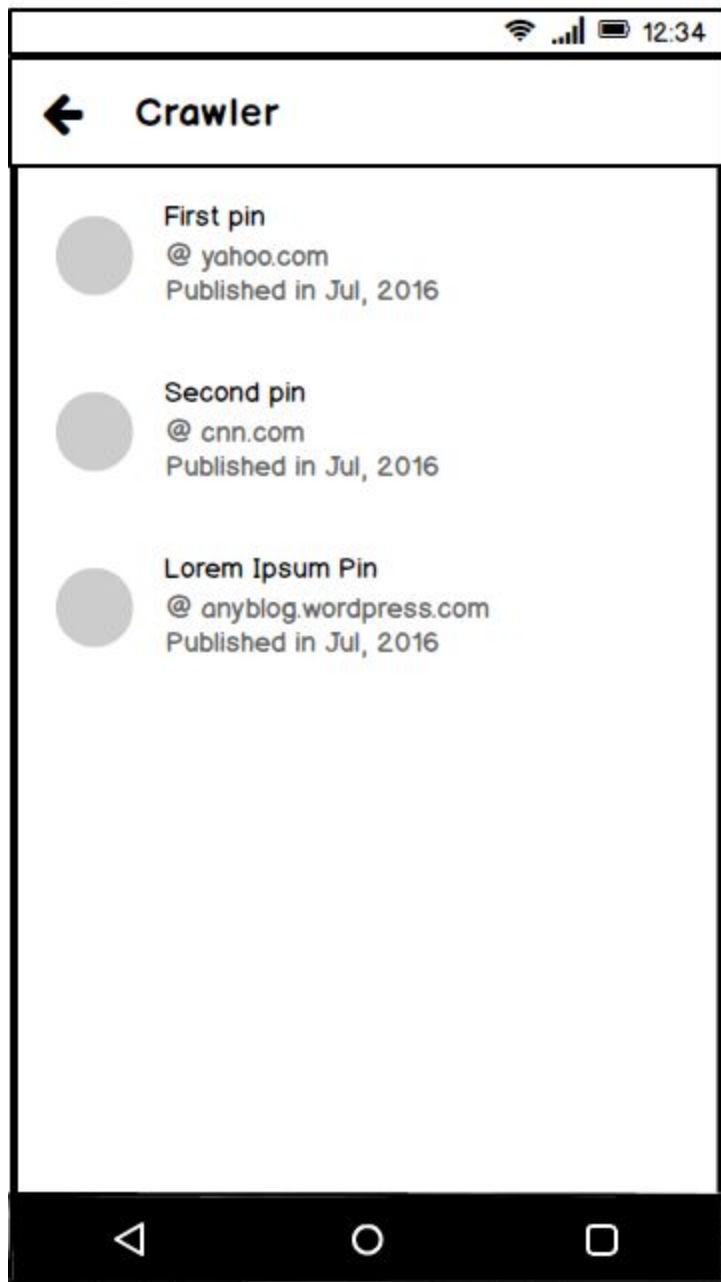 12:34
Crawler
First pin
@ yahoo.com
Published in Jul, 2016
Second pin
@ cnn.com
Published in Jul, 2016
Lorem Ipsum Pin
@ anyblog.wordpress.com
Published in Jul, 2016